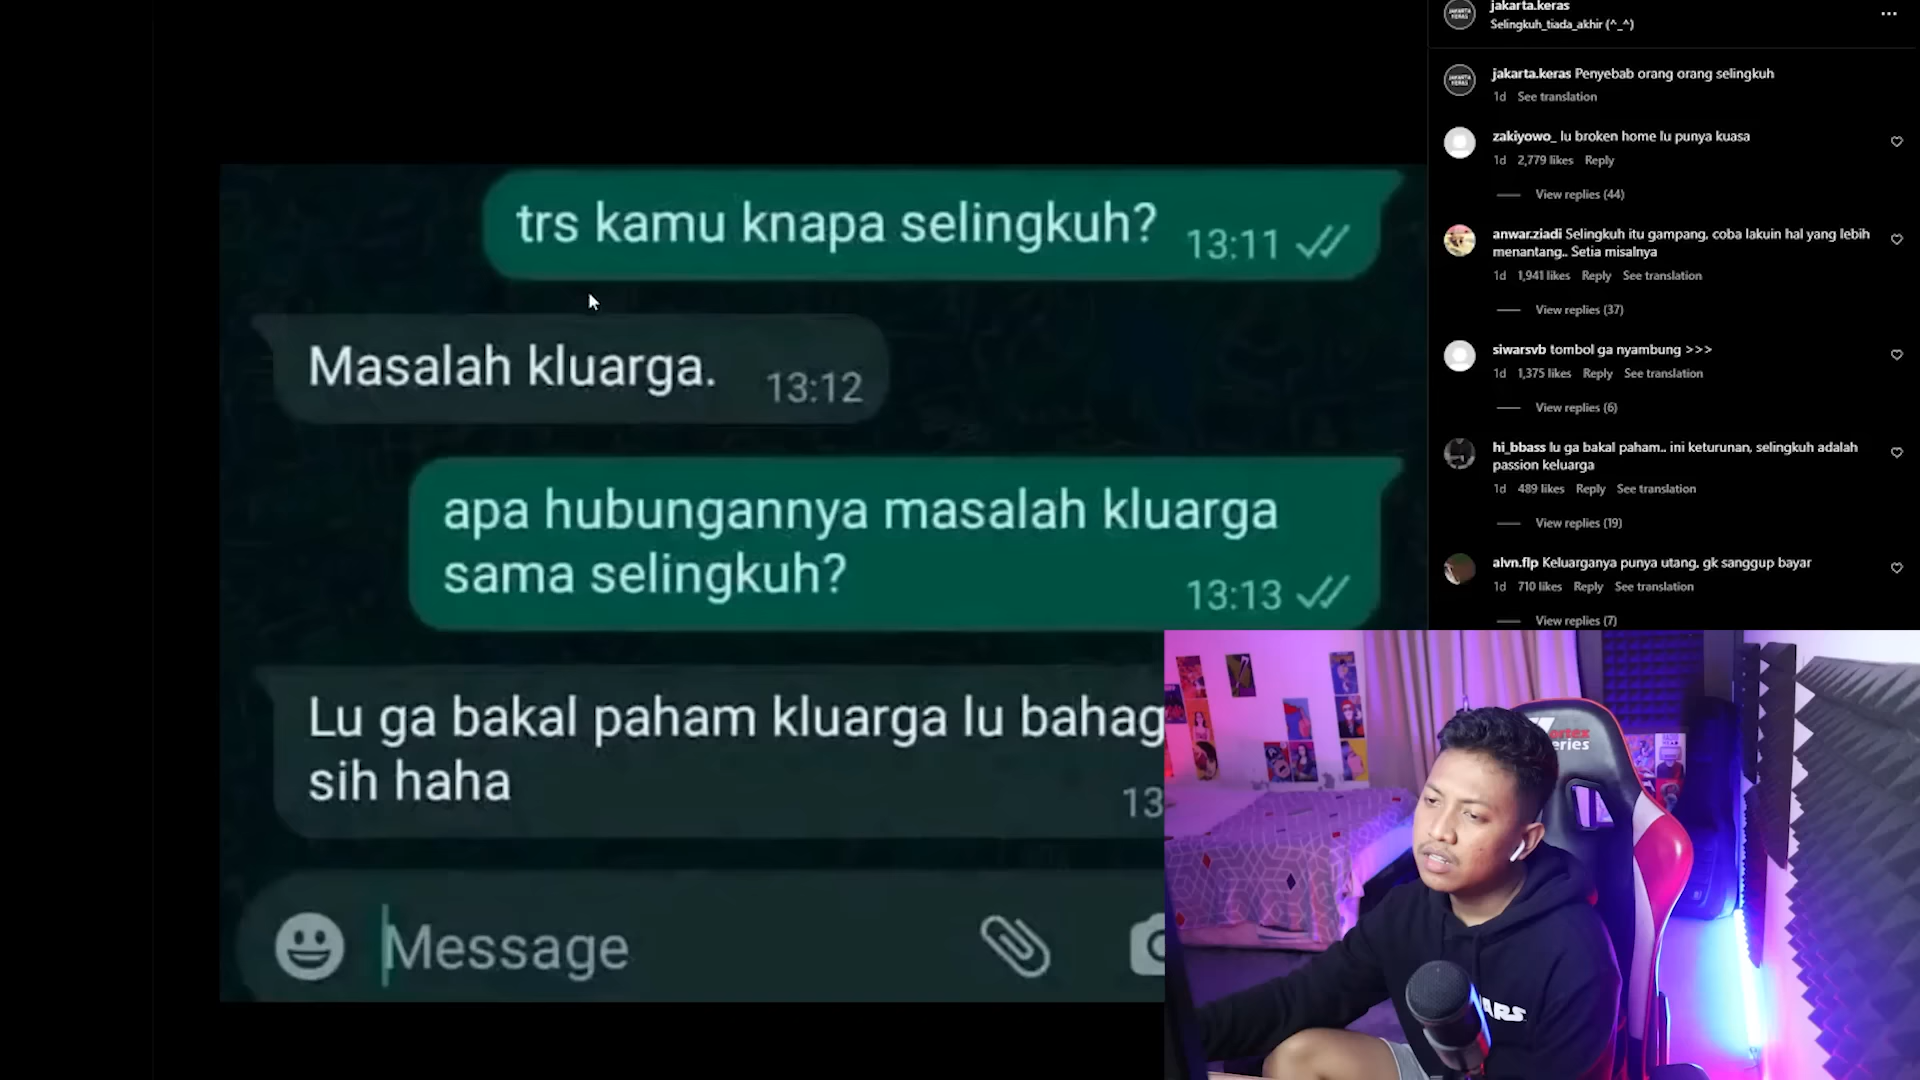 trs kamu knapa selingkuh?
13:11
Masalah kluarga.
13:12
apa hubungannya masalah kluarga
sama selingkuh?
13:13
Lu ga bakal paham kluarga lu bahag
sih haha
13
Message
jakarta.keras
Selingkuh_tiada_akhir (^_^)
jakarta.keras Penyebab orang orang selingkuh
1d See translation
zakiyowo_ lu broken home lu punya kuasa
1d 2,779 likes Reply
View replies (44)
anwar.ziadi Selingkuh itu gampang, coba lakuin hal yang lebih
menantang.. Setia misalnya
1d 1,941 likes Reply See translation
View replies (37)
siwarsvb tombol ga nyambung >>>
1d 1,375 likes Reply See translation
View replies (6)
hi_bbass lu ga bakal paham.. ini keturunan, selingkuh adalah
passion keluarga
1d 489 likes Reply See translation
View replies (19)
alvn.flp Keluarganya punya utang, gk sanggup bayar
1d 710 likes Reply See translation
View replies (7)